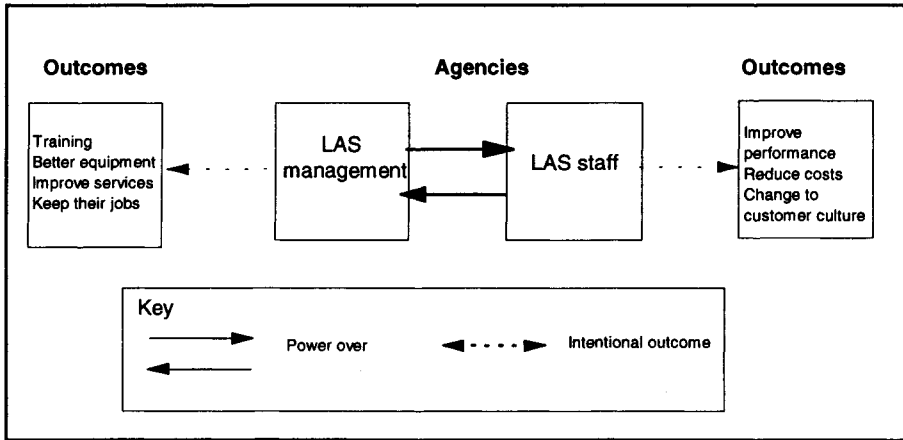 Outcomes
Agencies
Outcomes
Training
Better equipment
Improve services
Keep their jobs
LAS
management
LAS staff
Improve
performance
Reduce costs
Change to
customer culture
Key
Power over
Intentional outcome